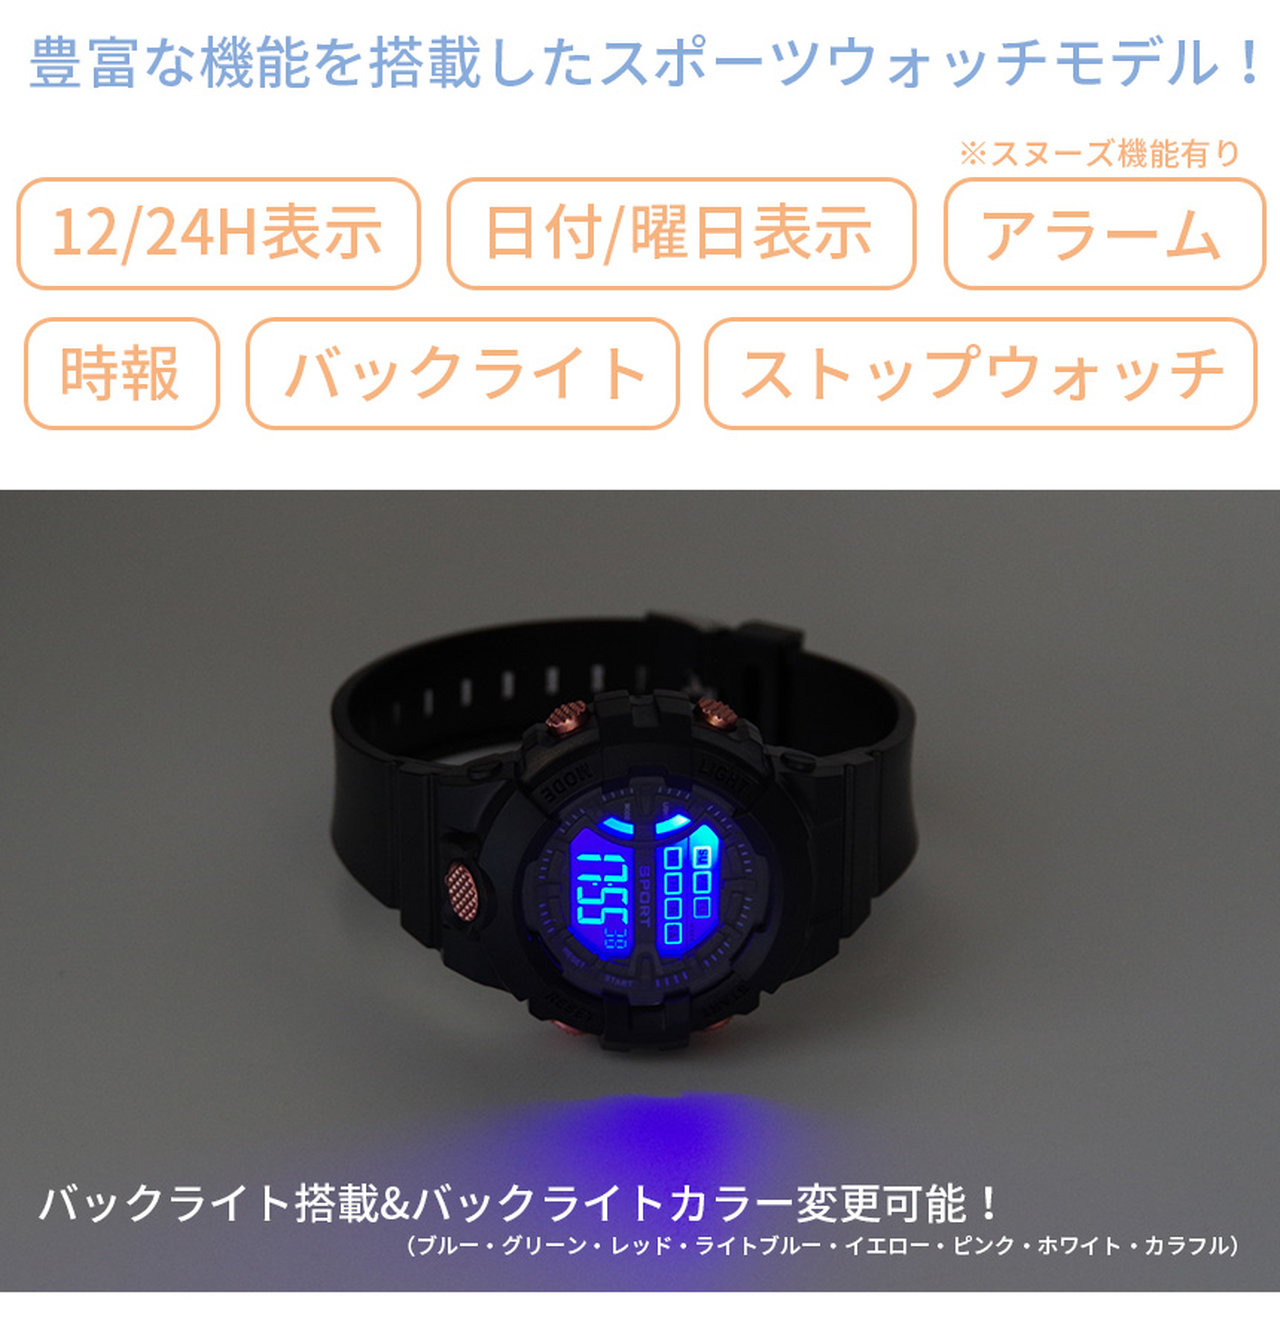 豊富な機能を搭載したスポーツウォッチモデル！
※スヌーズ機能有り
12/24H表示
日付/曜日表示
アラーム
時報
バックライト
ストップウォッチ
MODE
LIGHT
SPORT
RESET
START
RESET
バックライト搭載&バックライトカラー変更可能！
（ブルー・グリーン・レッド・ライトブルー・イエロー・ピンク・ホワイト・カラフル）